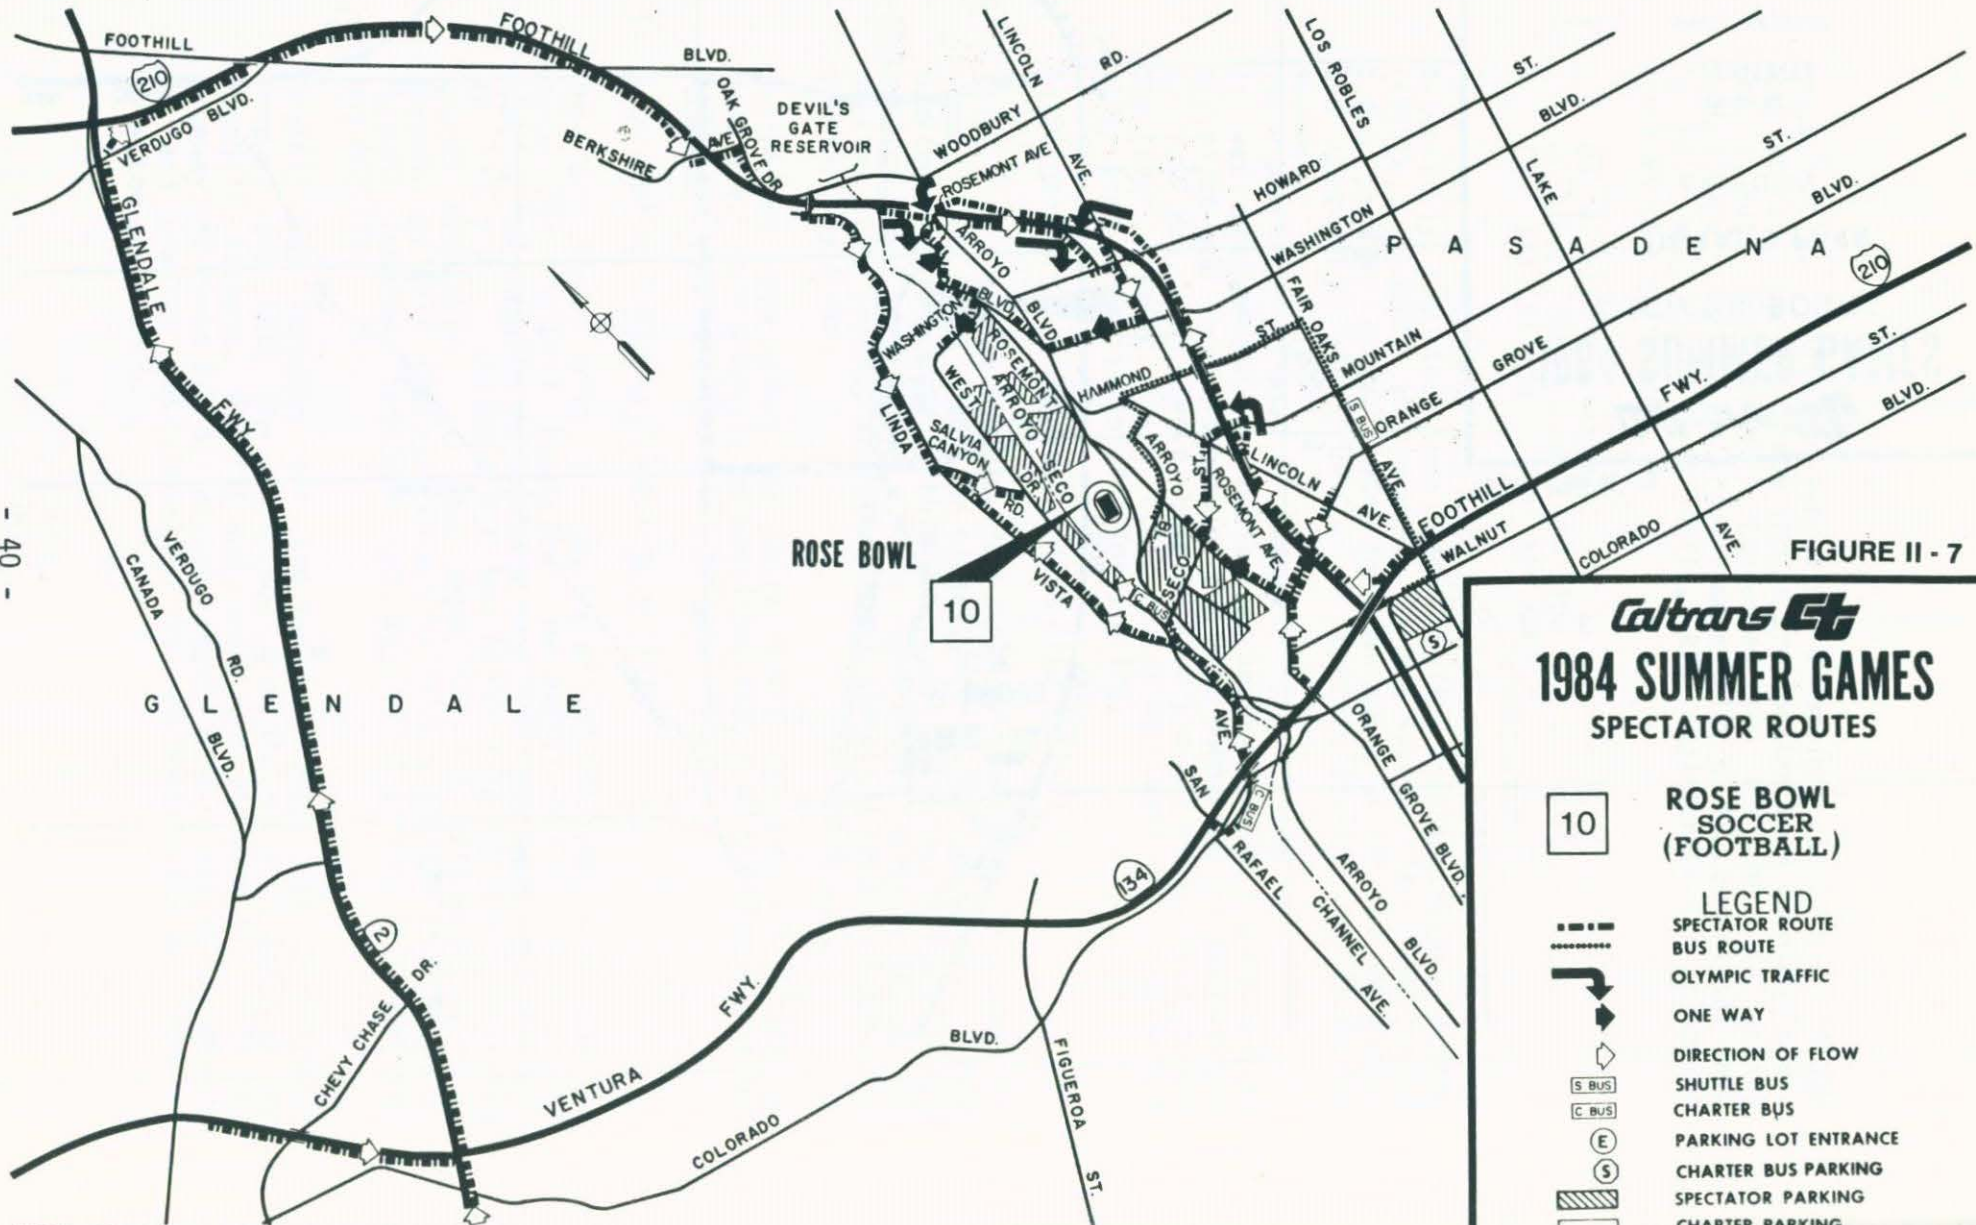 FOOTHILL
BLVD.
210
VERDUGO BLVD.
FOOTHILL
BERKSHIRE
AVE.
OAK GROVE DR.
DEVIL'S
GATE
RESERVOIR
LINCOLN
AVE.
WOODBURY
RD.
ROSEMONT AVE
LOS ROBLES
HOWARD
ST.
WASHINGTON
BLVD.
LAKE
AVE.
PASADENA
210
GLENDALE
FWY
ARROYO
BLVD.
WASHINGTON
BLVD.
ROSEMONT
ARROYO
SECO
WEST
DR.
SALVIA
CANYON
RD.
LINDA
VISTA
AVE.
HAMMOND
ST.
FAIR OAKS
AVE.
MOUNTAIN
ST.
ORANGE
GROVE
BLVD.
S BUS
ARROYO
BL.
ST.
ROSEMONT AVE.
LINCOLN
AVE.
SECO
C BUS
FOOTHILL
FWY.
WALNUT
ST.
COLORADO
BLVD.
ROSE BOWL
10
- 40 -
CANADA
BLVD.
VERDUGO
RD.
GLENDALE
2
CHEVY CHASE
DR.
VENTURA
FWY.
134
COLORADO
BLVD.
FIGUEROA
ST.
SAN
RAFAEL
AVE.
C BUS
CHANNEL
ARROYO
BLVD.
ORANGE
GROVE BLVD.
S
FIGURE II - 7
Caltrans Ct
1984 SUMMER GAMES
SPECTATOR ROUTES
10
ROSE BOWL
SOCCER
(FOOTBALL)
LEGEND
SPECTATOR ROUTE
BUS ROUTE
OLYMPIC TRAFFIC
ONE WAY
DIRECTION OF FLOW
S BUS SHUTTLE BUS
C BUS CHARTER BUS
E PARKING LOT ENTRANCE
S CHARTER BUS PARKING
SPECTATOR PARKING
CHARTER PARKING